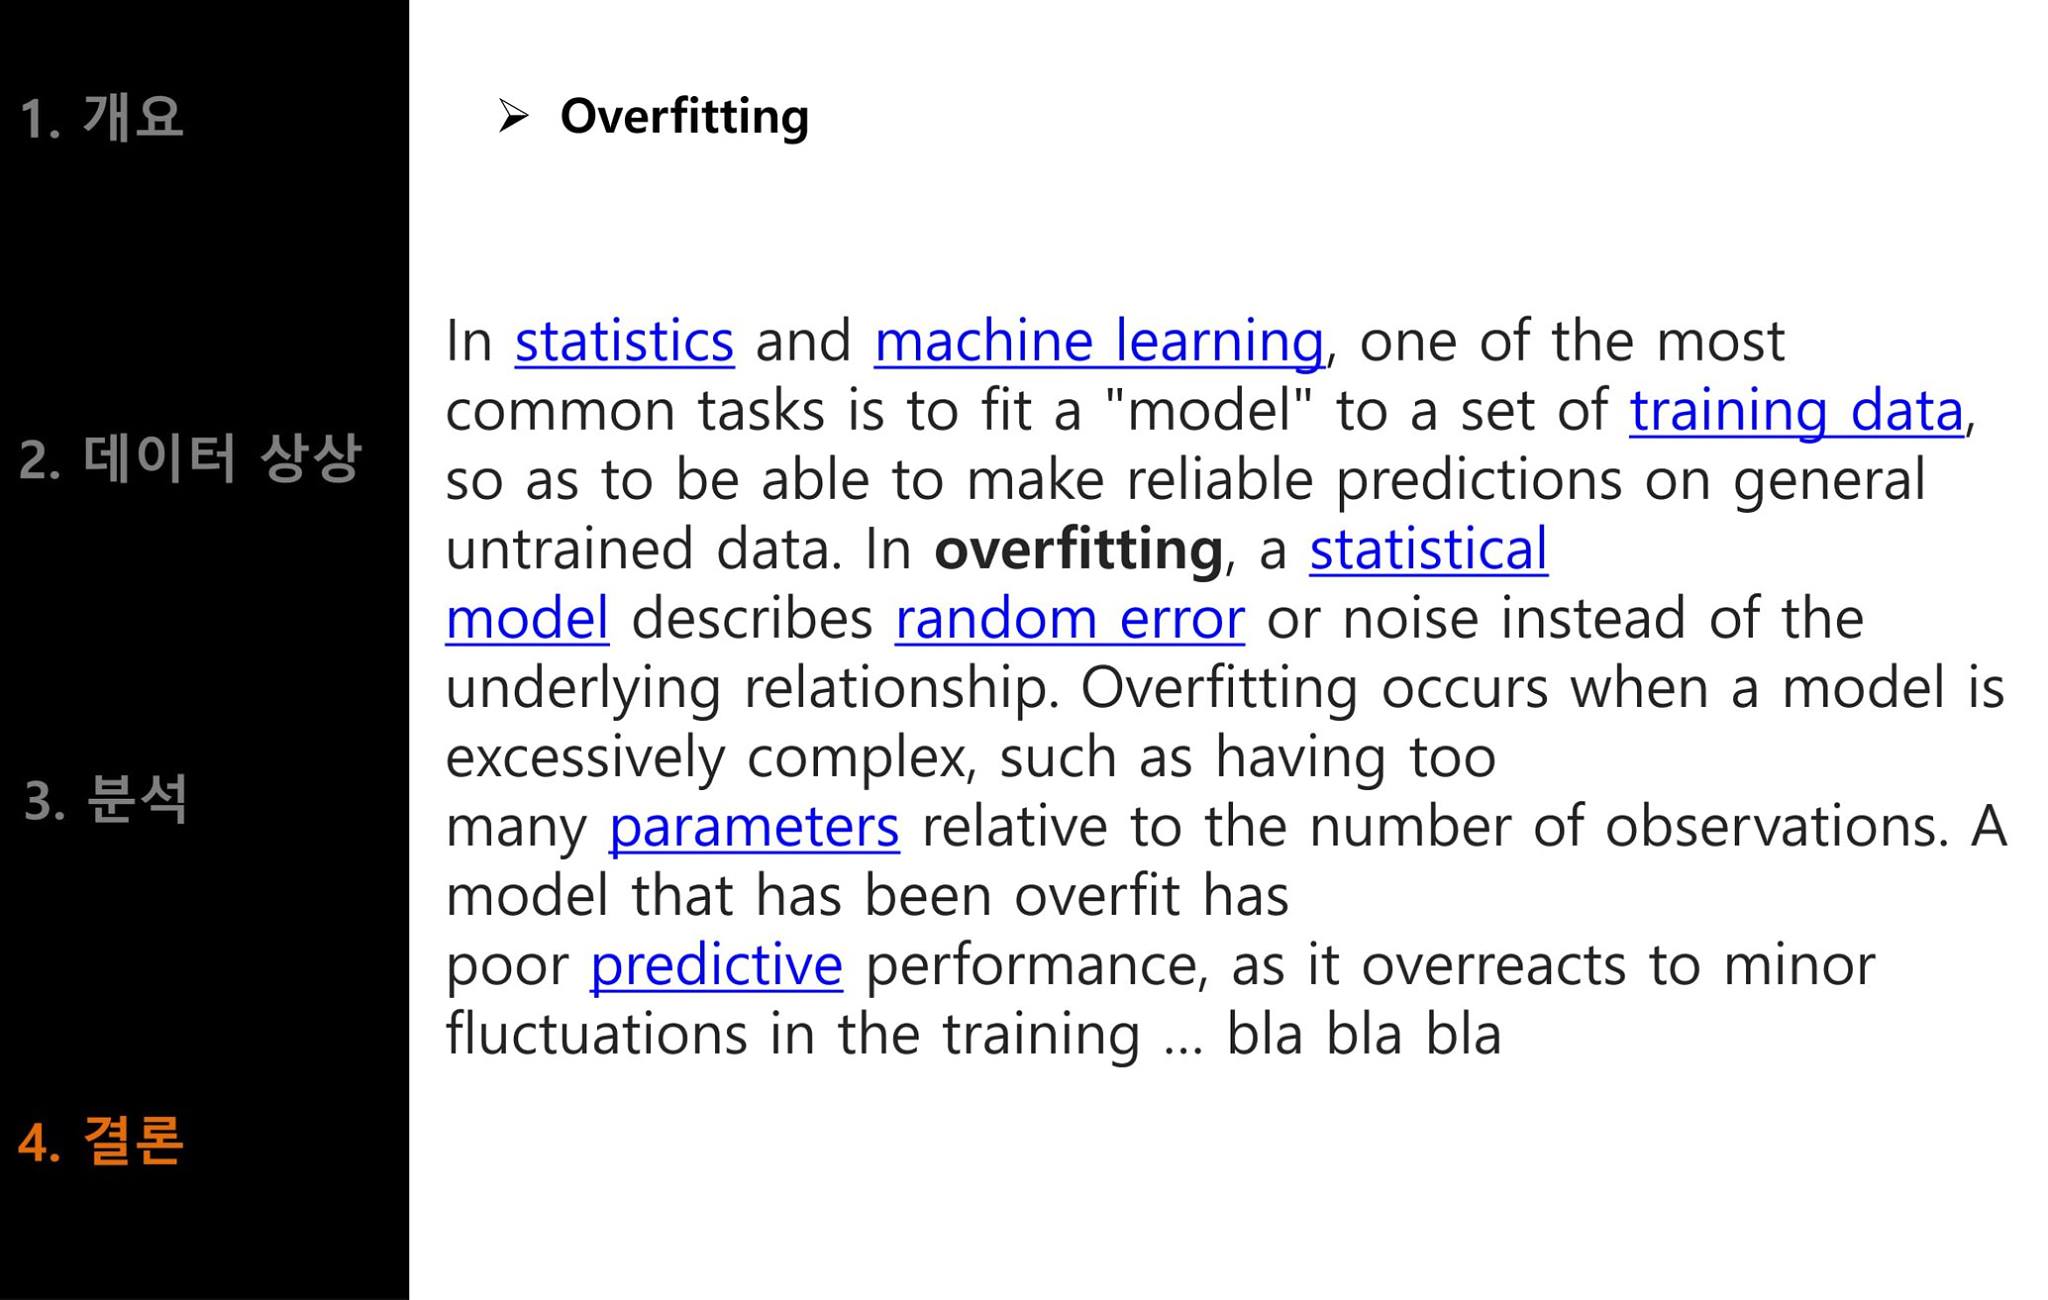 1. 개요
2. 데이터 상상
3. 분석
4. 결론
➢ Overfitting
In statistics and machine learning, one of the most
common tasks is to fit a "model" to a set of training data,
so as to be able to make reliable predictions on general
untrained data. In overfitting, a statistical
model describes random error or noise instead of the
underlying relationship. Overfitting occurs when a model is
excessively complex, such as having too
many parameters relative to the number of observations. A
model that has been overfit has
poor predictive performance, as it overreacts to minor
fluctuations in the training ... bla bla bla